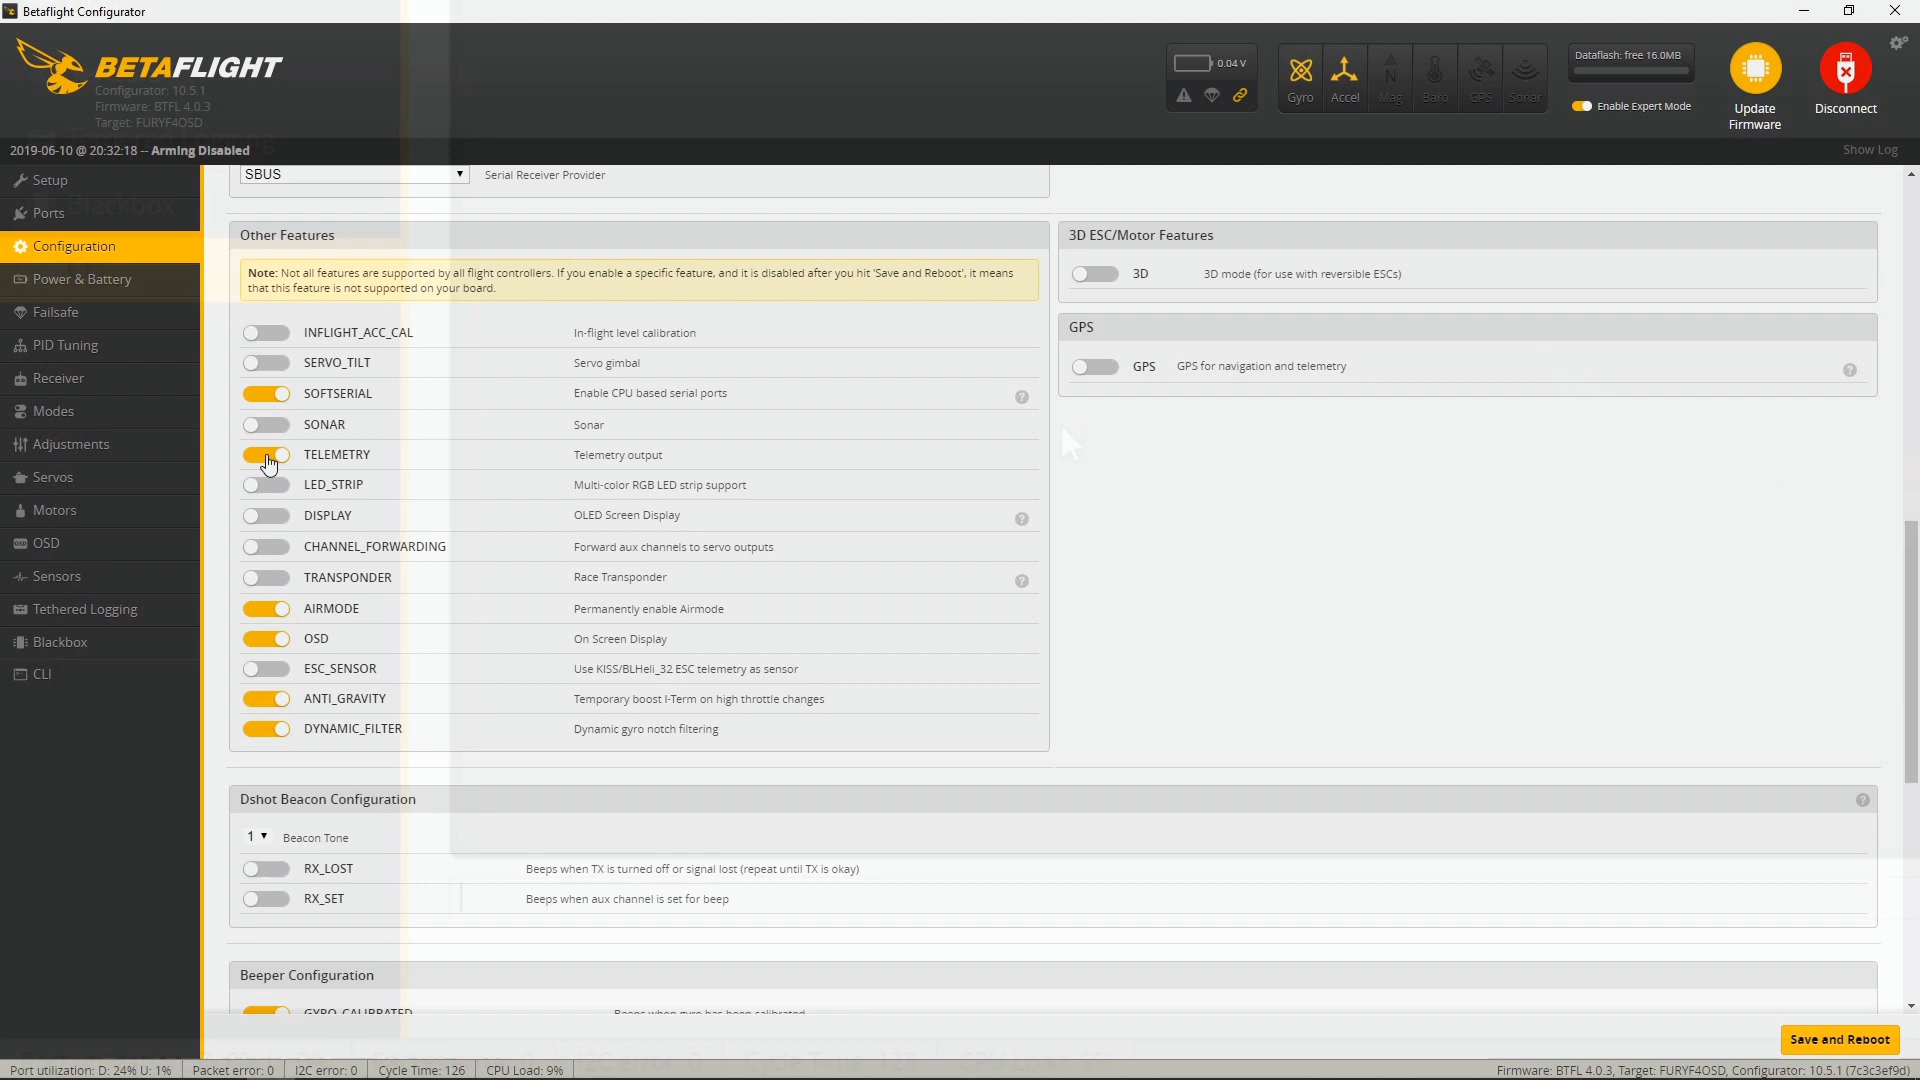 Betaflight Configurator
BETAFLIGHT
Configurator: 10.5.1
Firmware: BTFL 4.0.3
Target: FURYF4OSD
0.04 V
Gyro
Accel
Mag
Baro
GPS
Sonar
Dataflash: free 16.0MB
Enable Expert Mode
Update
Firmware
Disconnect
2019-06-10 @ 20:32:18 -- Arming Disabled
Show Log
Setup
Ports
Configuration
Power & Battery
Failsafe
PID Tuning
Receiver
Modes
Adjustments
Servos
Motors
OSD
Sensors
Tethered Logging
Blackbox
CLI
SBUS Serial Receiver Provider
Other Features
Note: Not all features are supported by all flight controllers. If you enable a specific feature, and it is disabled after you hit 'Save and Reboot', it means
that this feature is not supported on your board.
INFLIGHT_ACC_CAL In-flight level calibration
SERVO_TILT Servo gimbal
SOFTSERIAL Enable CPU based serial ports
SONAR Sonar
TELEMETRY Telemetry output
LED_STRIP Multi-color RGB LED strip support
DISPLAY OLED Screen Display
CHANNEL_FORWARDING Forward aux channels to servo outputs
TRANSPONDER Race Transponder
AIRMODE Permanently enable Airmode
OSD On Screen Display
ESC_SENSOR Use KISS/BLHeli_32 ESC telemetry as sensor
ANTI_GRAVITY Temporary boost I-Term on high throttle changes
DYNAMIC_FILTER Dynamic gyro notch filtering
3D ESC/Motor Features
3D 3D mode (for use with reversible ESCs)
GPS
GPS GPS for navigation and telemetry
Dshot Beacon Configuration
1 Beacon Tone
RX_LOST Beeps when TX is turned off or signal lost (repeat until TX is okay)
RX_SET Beeps when aux channel is set for beep
Beeper Configuration
GYRO_CALIBRATED Beeps when gyro has been calibrated
Save and Reboot
Port utilization: D: 24% U: 1% Packet error: 0 I2C error: 0 Cycle Time: 126 CPU Load: 9%
Firmware: BTFL 4.0.3, Target: FURYF4OSD, Configurator: 10.5.1 (7c3c3ef9d)